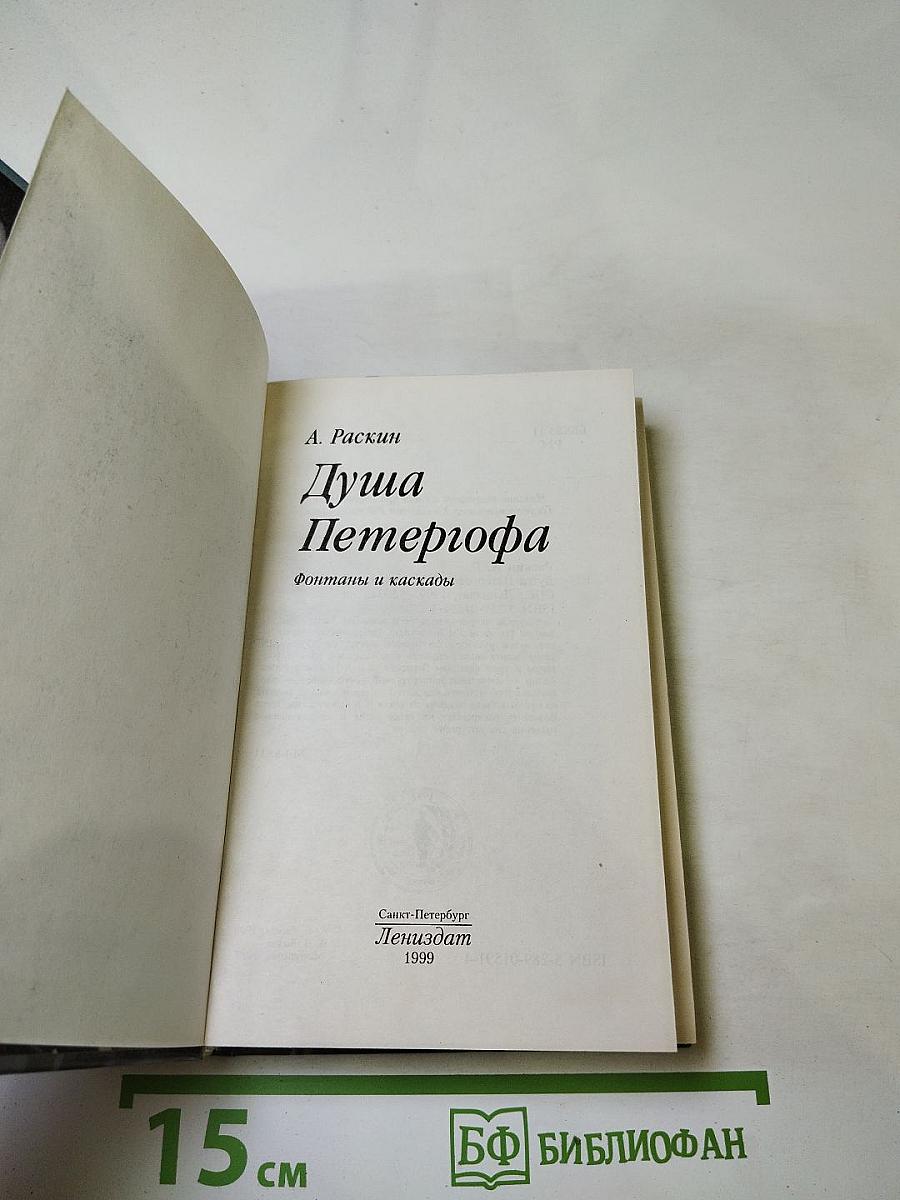 А. Раскин
Душа
Петергофа
Фонтаны и каскады
Санкт-Петербург
Лениздат
1999
15 см
БФ БИБЛИОФАН